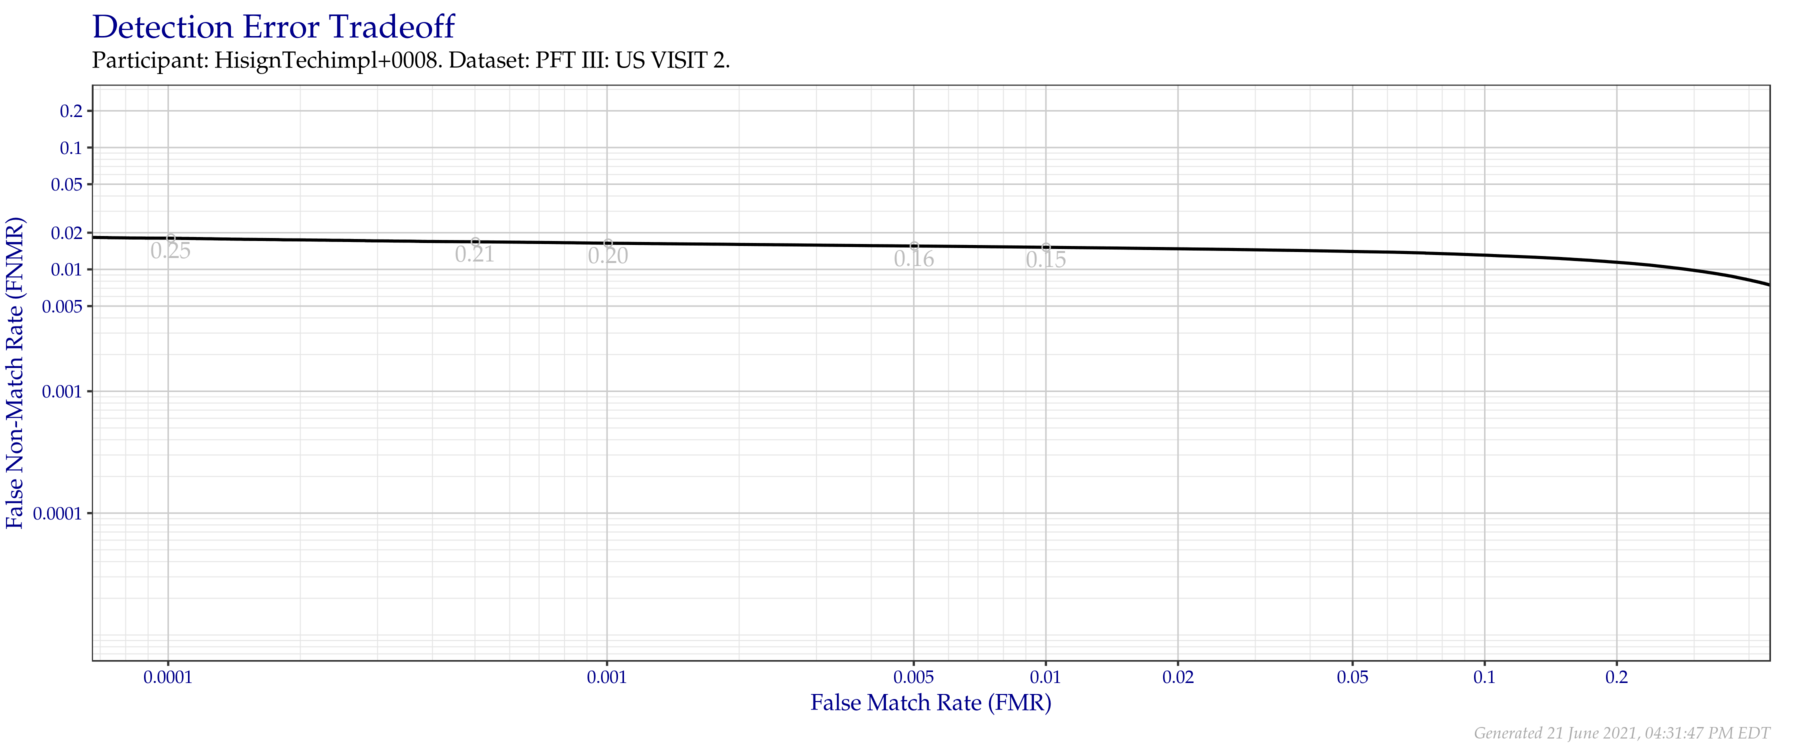 Detection Error Tradeoff
Participant: HisignTechimpl+0008. Dataset: PFT III: US VISIT 2.
False Non-Match Rate (FNMR)
0.2
0.1
0.05
0.02
0.01
0.005
0.001
0.0001
0.25
0.21
0.20
0.16
0.15
0.0001 0.001 0.005 0.01 0.02 0.05 0.1 0.2
False Match Rate (FMR)
Generated 21 June 2021, 04:31:47 PM EDT